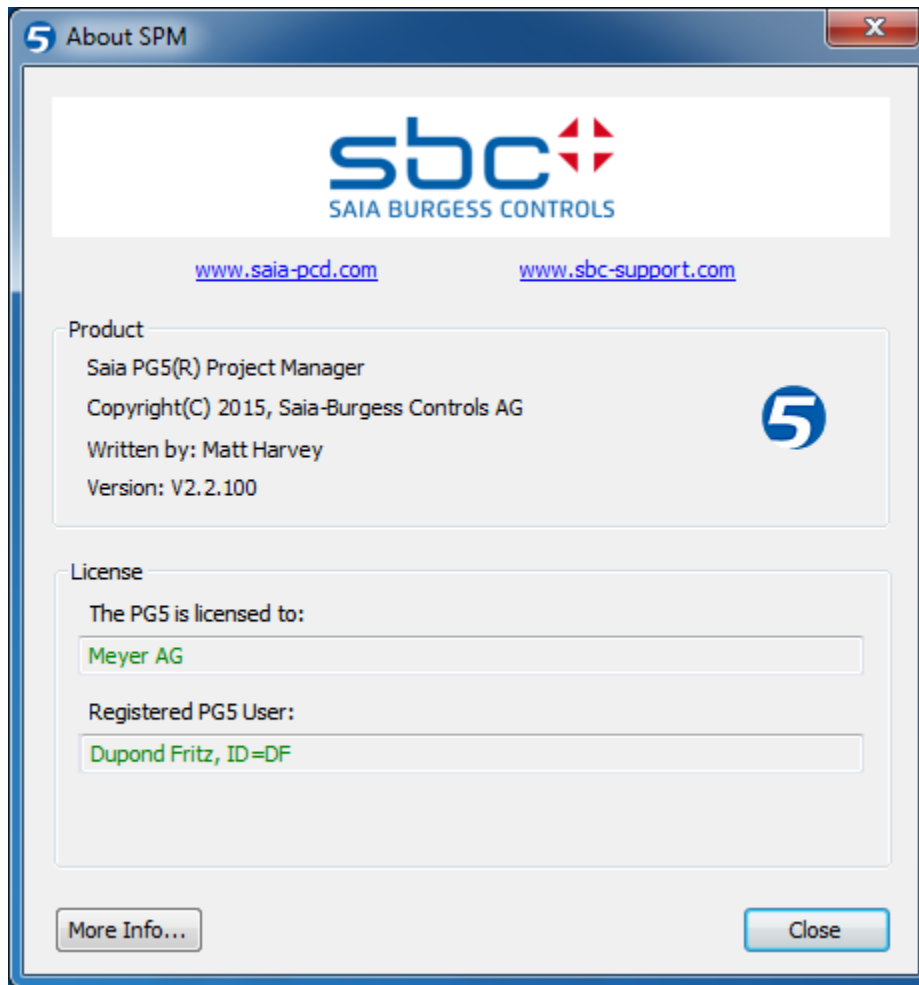 5 About SPM
sbc
SAIA BURGESS CONTROLS
www.saia-pcd.com www.sbc-support.com
Product
Saia PG5(R) Project Manager
Copyright(C) 2015, Saia-Burgess Controls AG
5
Written by: Matt Harvey
Version: V2.2.100
License
The PG5 is licensed to:
Meyer AG
Registered PG5 User:
Dupond Fritz, ID=DF
More Info... Close